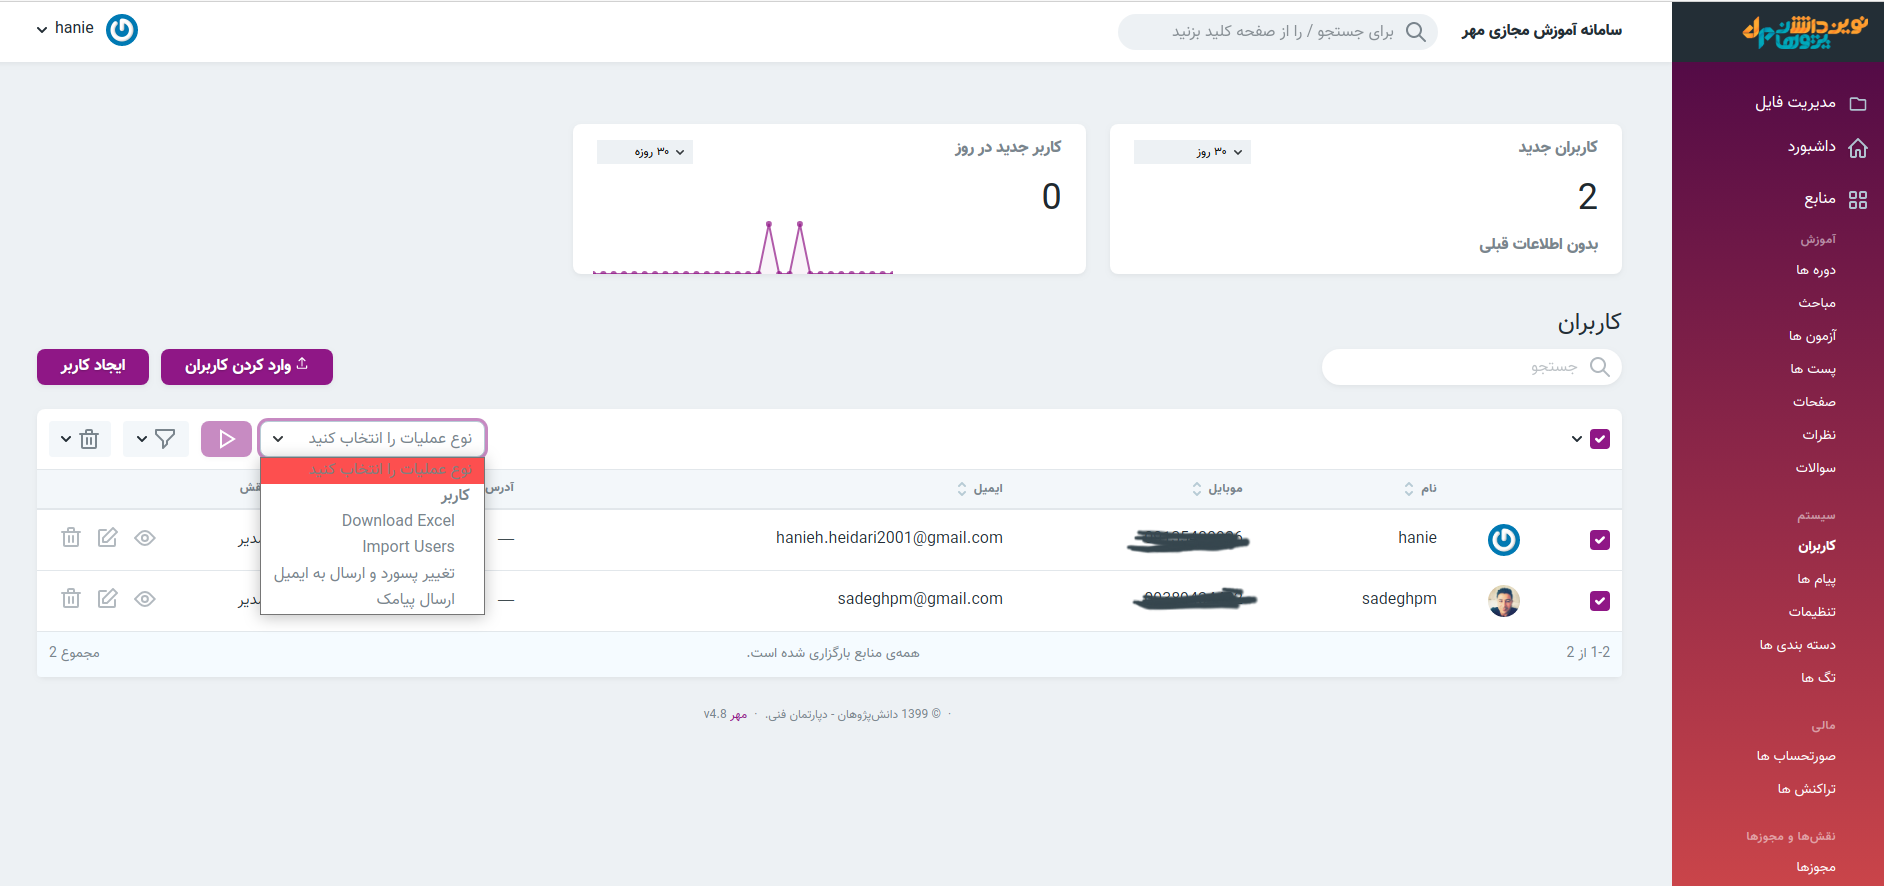 نوین دانش پژوهان
سامانه آموزش مجازی مهر
برای جستجو / را از صفحه کلید بزنید
hanie
مدیریت فایل
داشبورد
منابع
آموزش
دوره ها
مباحث
آزمون ها
پست ها
صفحات
نظرات
سوالات
سیستم
کاربران
پیام ها
تنظیمات
دسته بندی ها
تگ ها
مالی
صورتحساب ها
تراکنش ها
نقش‌ها و مجوزها
مجوزها
کاربران جدید
۳۰ روز
2
بدون اطلاعات قبلی
کاربر جدید در روز
۳۰ روزه
0
کاربران
جستجو
وارد کردن کاربران
ایجاد کاربر
نوع عملیات را انتخاب کنید
نوع عملیات را انتخاب کنید
کاربر
Download Excel
Import Users
تغییر پسورد و ارسال به ایمیل
ارسال پیامک
نام
موبایل
ایمیل
آدرس
hanie
hanieh.heidari2001@gmail.com
—
sadeghpm
sadeghpm@gmail.com
—
1-2 از 2
همه‌ی منابع بارگزاری شده است.
مجموع 2
· © 1399 دانش‌پژوهان - دپارتمان فنی. · مهر v4.8